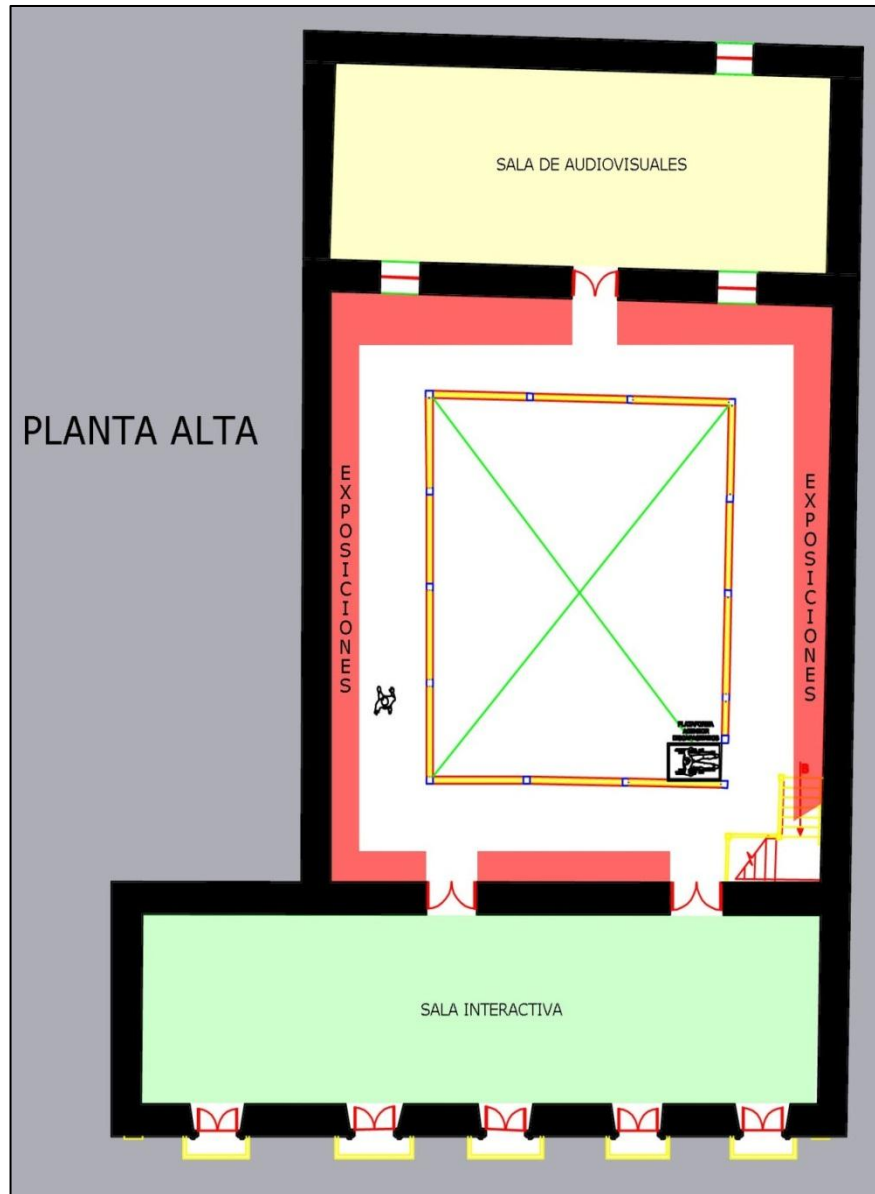 SALA DE AUDIOVISUALES
PLANTA ALTA
EXPOSICIONES
EXPOSICIONES
B
SALA INTERACTIVA